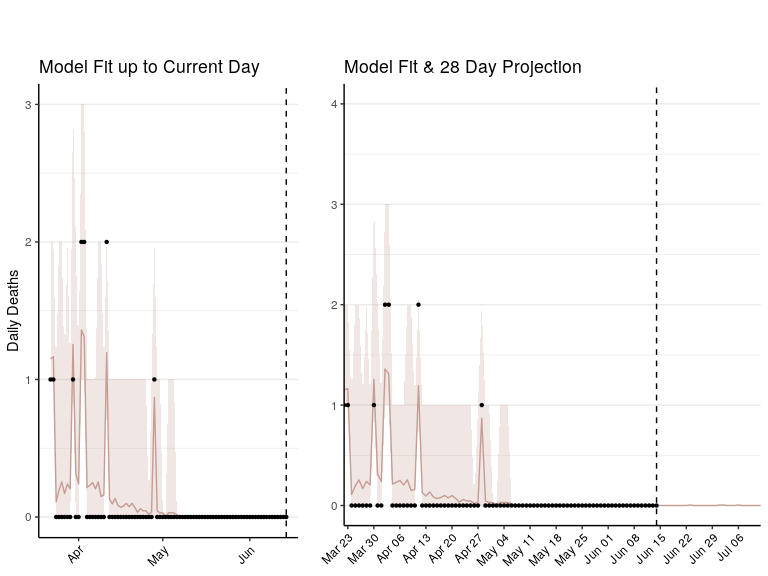 Model Fit up to Current Day
Model Fit & 28 Day Projection
Daily Deaths
3
2
1
0
Apr
May
Jun
4
3
2
1
0
Mar 23
Mar 30
Apr 06
Apr 13
Apr 20
Apr 27
May 04
May 11
May 18
May 25
Jun 01
Jun 08
Jun 15
Jun 22
Jun 29
Jul 06